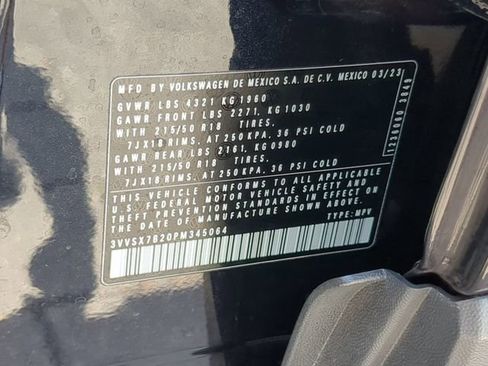 MFD BY VOLKSWAGEN DE MEXICO S.A. DE C.V. MEXICO 03/23
GVWR LBS 4321 KG 1960
GAWR FRONT LBS 2271, KG 1030
WITH 215/50 R18 TIRES.
7JX18 RIMS. AT 250 KPA, 36 PSI COLD
GAWR REAR LBS 2161, KG 0980
WITH 215/50 R18 TIRES.
7JX18 RIMS. AT 250 KPA, 36 PSI COLD
THIS VEHICLE CONFORMS TO ALL APPLICABLE
U.S. FEDERAL MOTOR VEHICLE SAFETY AND
THEFT PREVENTION STANDARDS IN EFFECT ON
THE DATE OF MANUFACTURE SHOWN ABOVE
3VVSX7B20PM345064 TYPE: MPV
1236060 3043